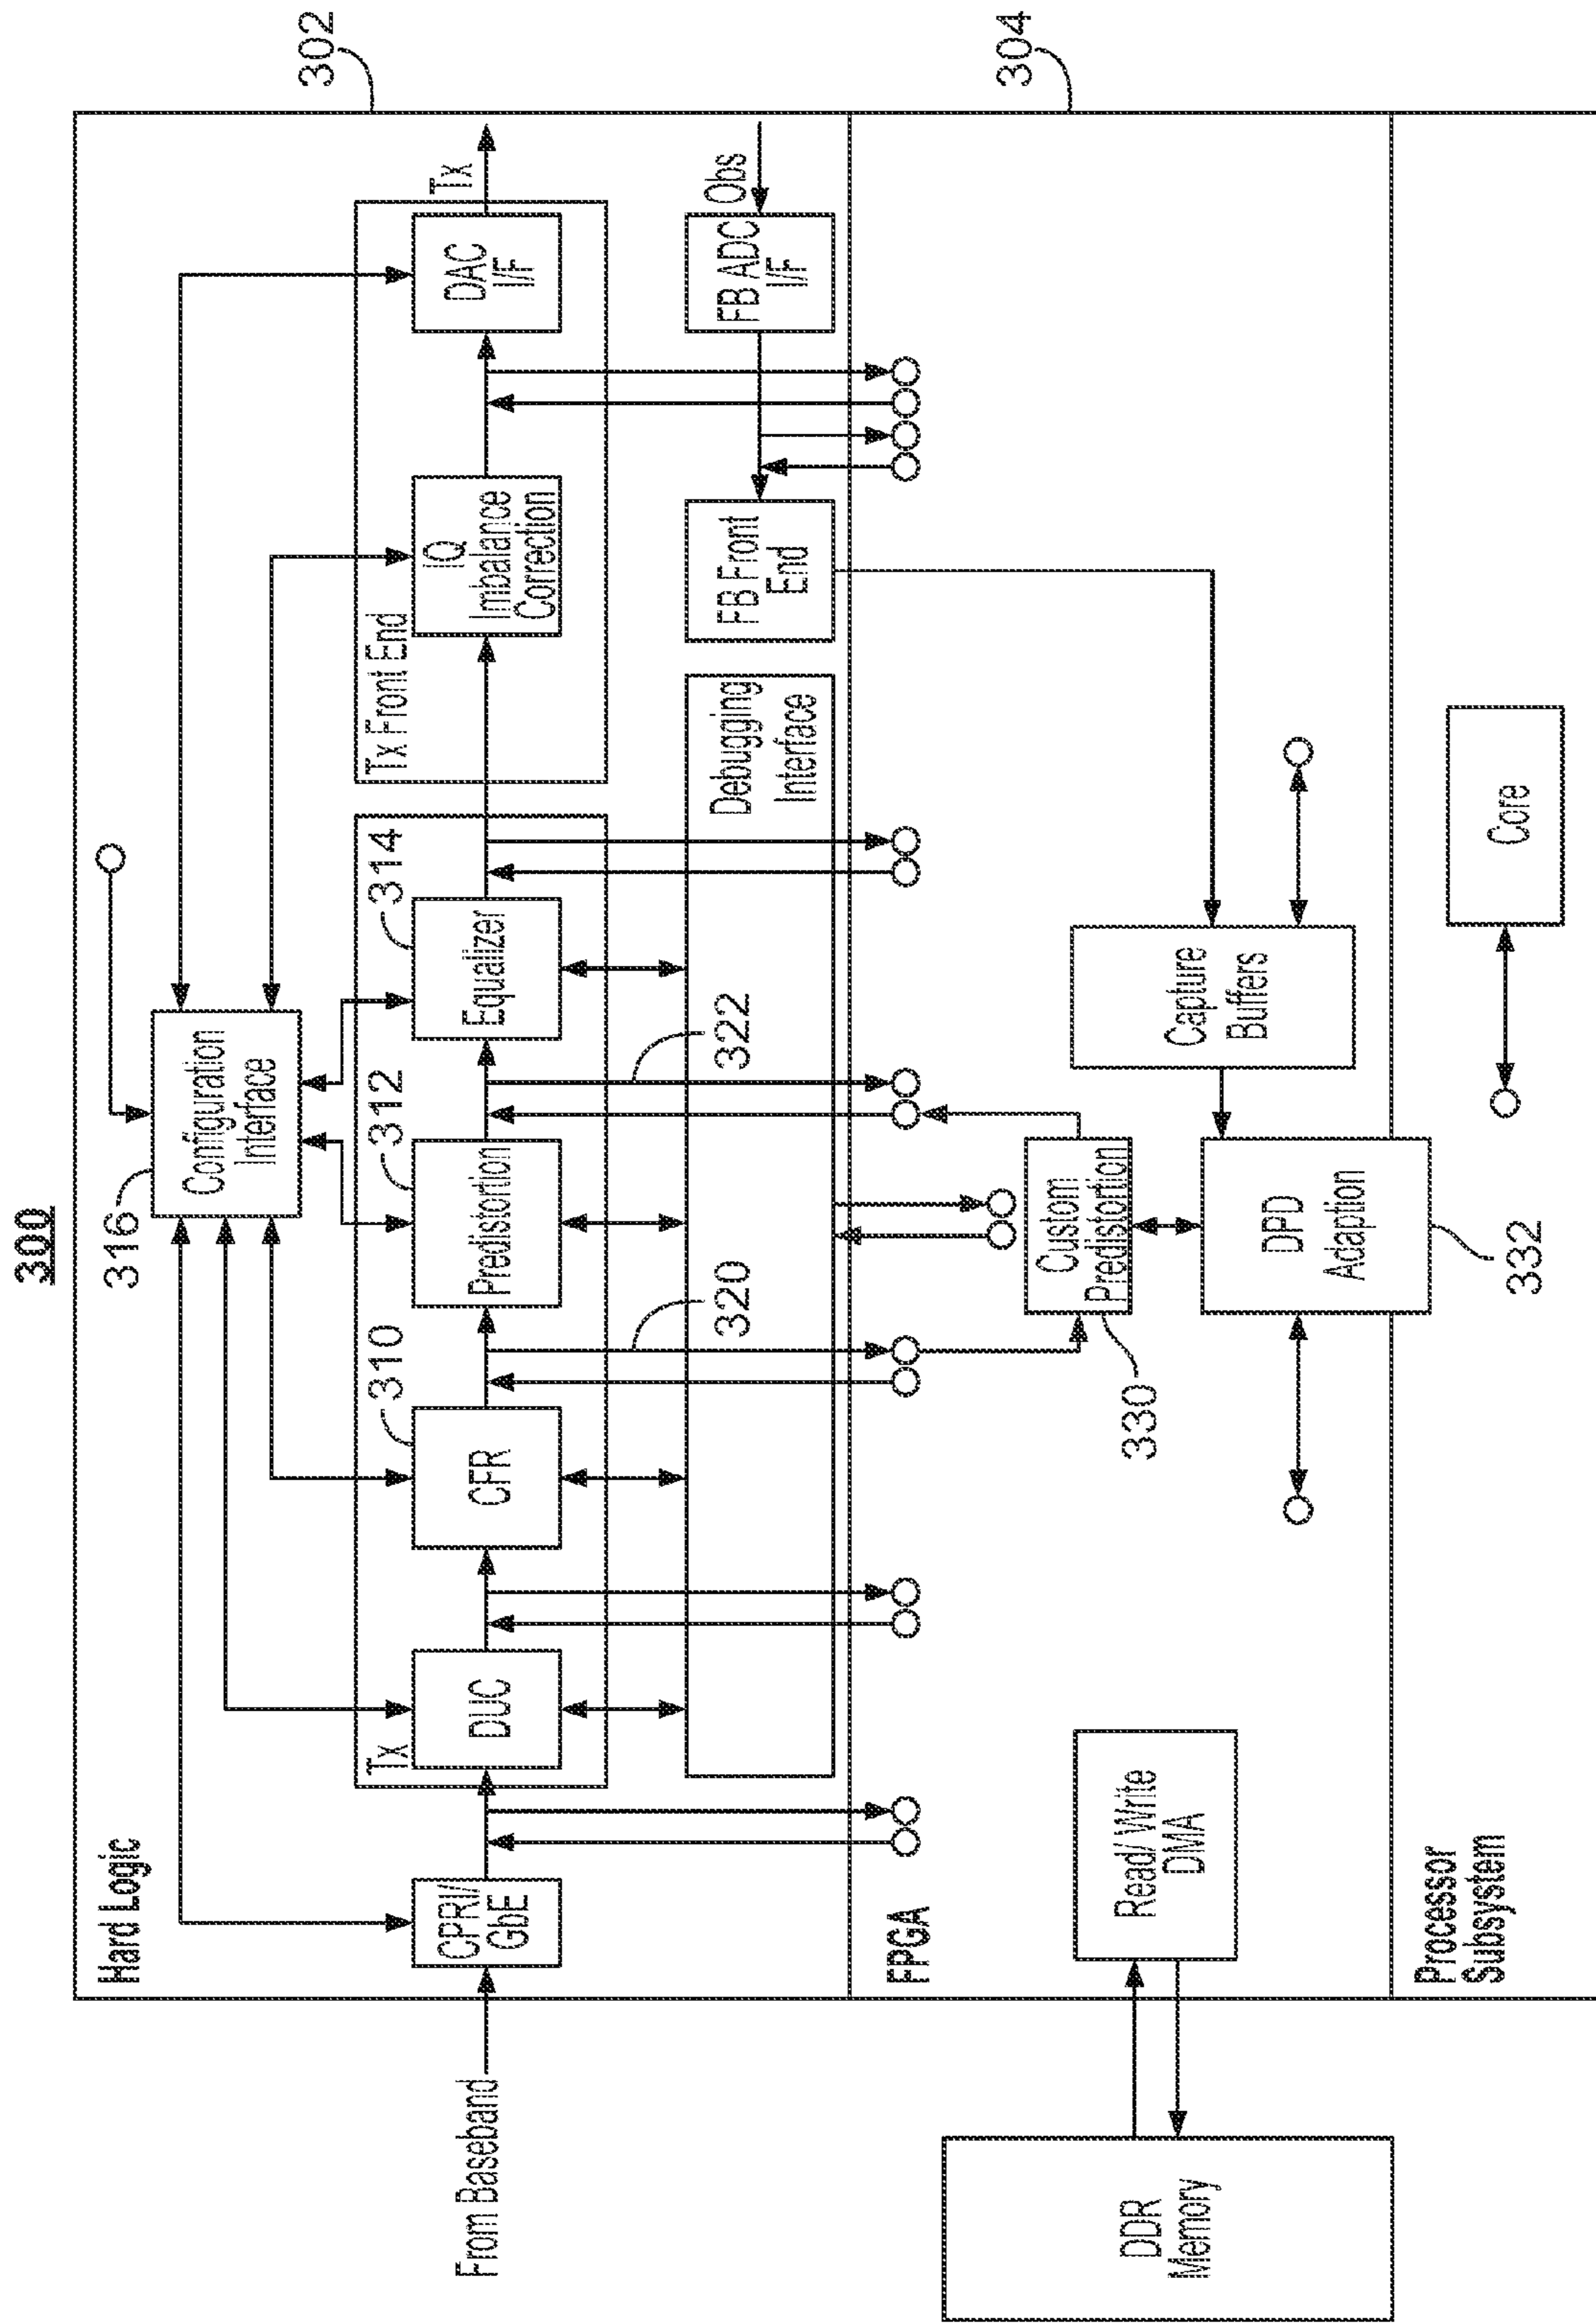 300
302
304
Hard Logic
316
Configuration
Interface
From Baseband
CPRI/
GbE
Tx
DUC
310
CFR
312
Predistortion
314
Equalizer
Tx Front End
IQ
Imbalance
Correction
DAC
I/F
Tx
320
322
Debugging
Interface
FB Front
End
FB ADC
I/F
Obs
FPGA
DDR
Memory
Read/Write
DMA
330
Custom
Predistortion
DPD
Adaption
332
Capture
Buffers
Processor
Subsystem
Core